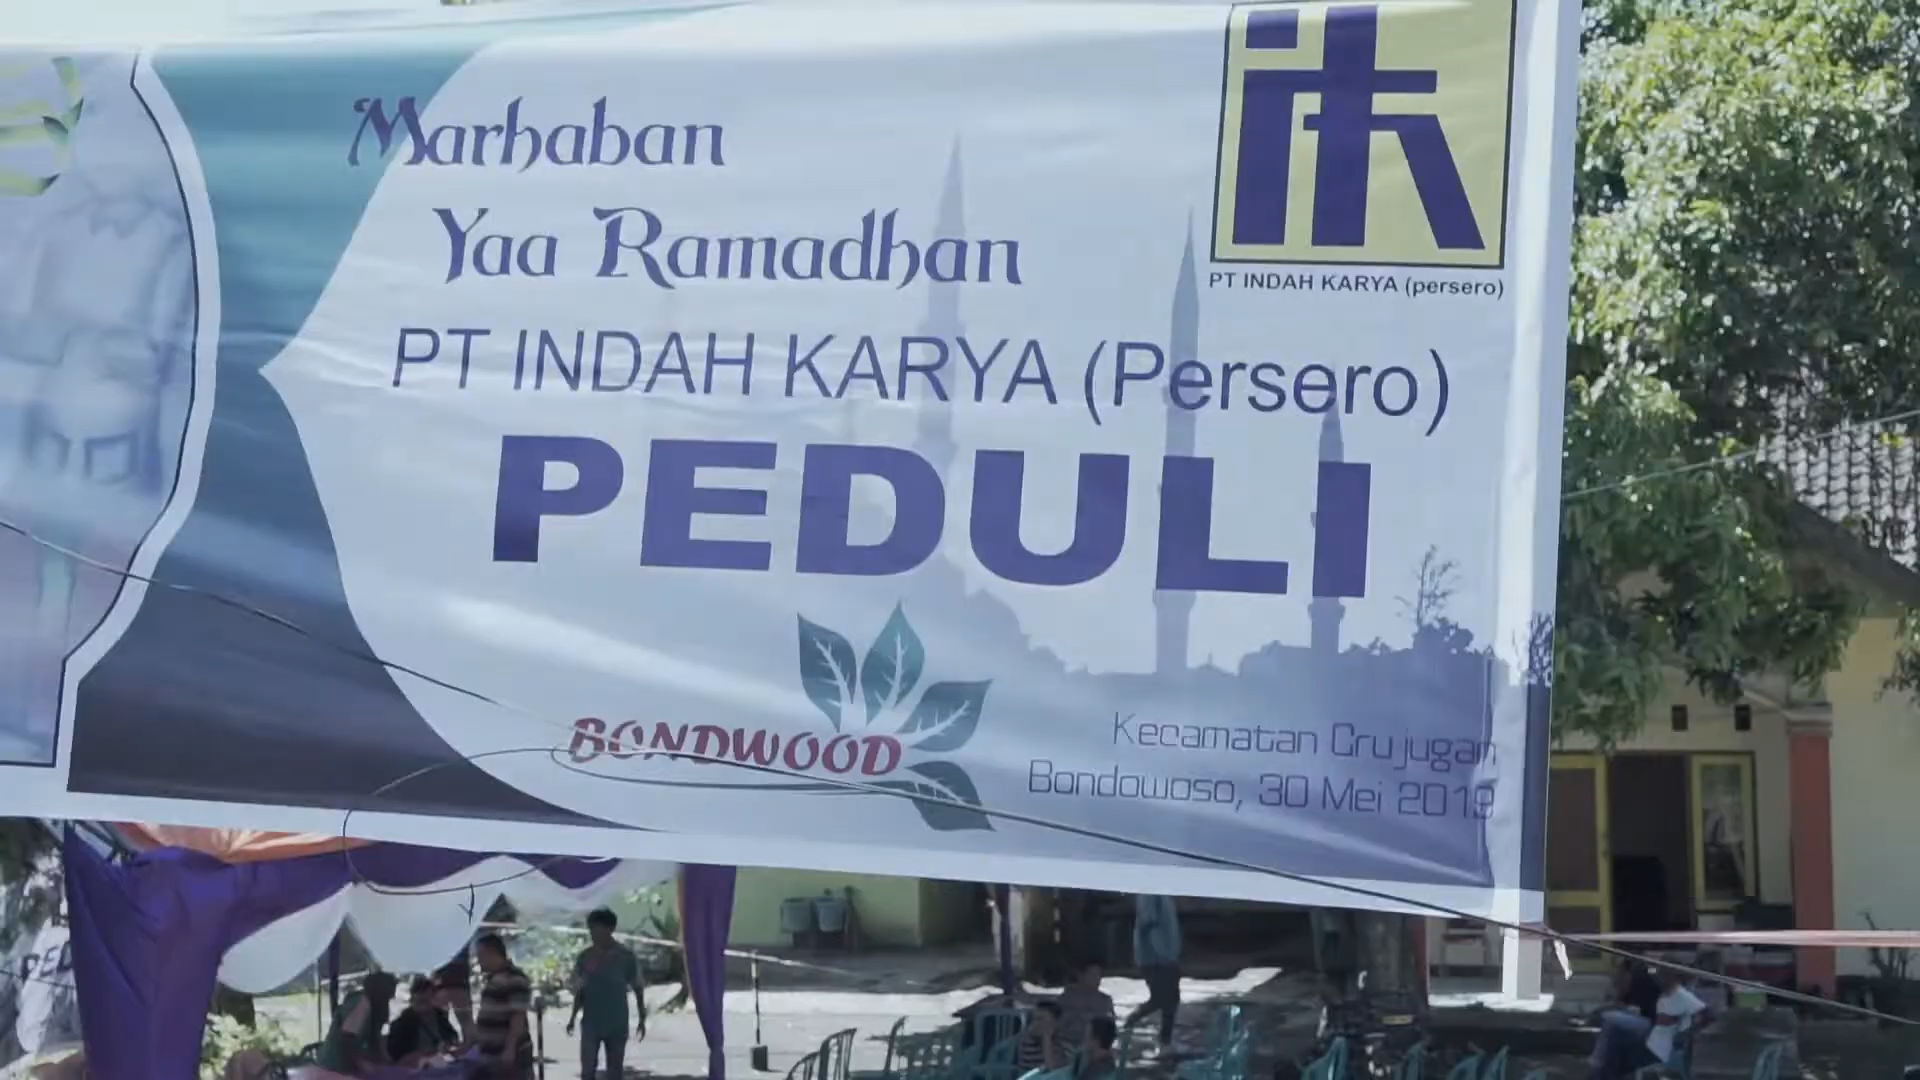 Marhaban
Yaa Ramadhan
PT INDAH KARYA (persero)
PT INDAH KARYA (Persero)
PEDULI
BONDWOOD
Kecamatan Grujugan
Bondowoso, 30 Mei 2019
PED